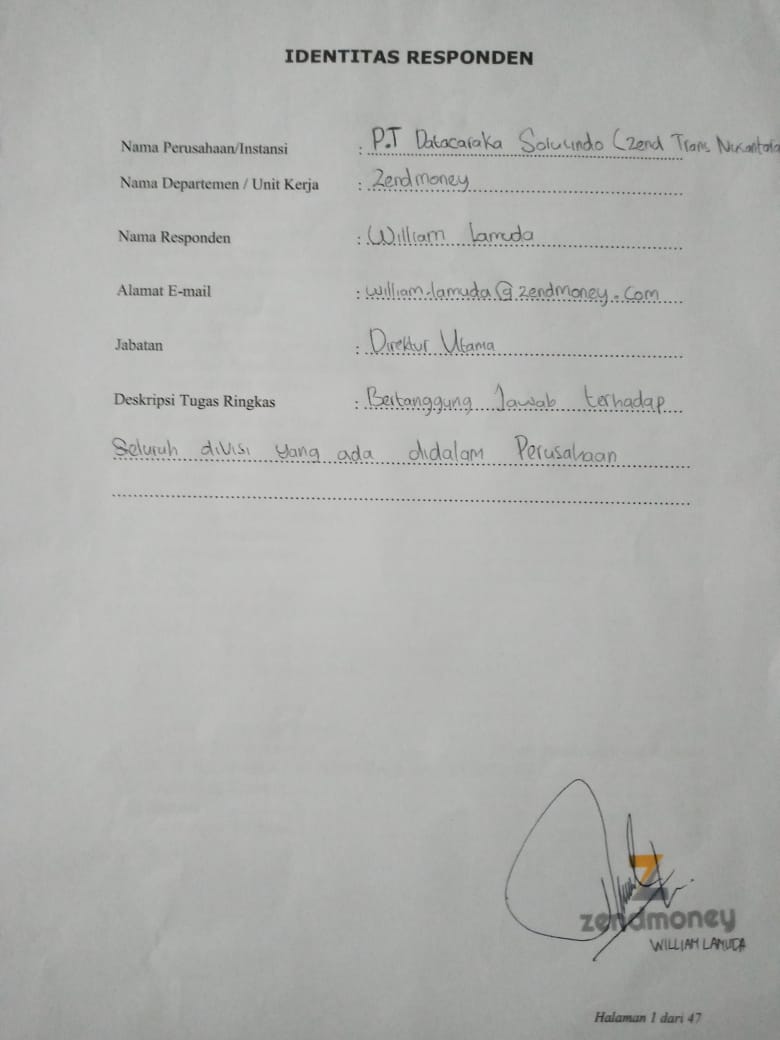 IDENTITAS RESPONDEN
Nama Perusahaan/Instansi : P.T Datacaraka Solusindo (Zend Trans Nusantara
Nama Departemen / Unit Kerja : Zendmoney
Nama Responden : William Lamuda
Alamat E-mail : william.lamuda@zendmoney.com
Jabatan : Direktur Utama
Deskripsi Tugas Ringkas : Bertanggung Jawab terhadap
Seluruh divisi yang ada didalam Perusahaan
zendmoney
WILLIAM LAMUDA
Halaman 1 dari 47